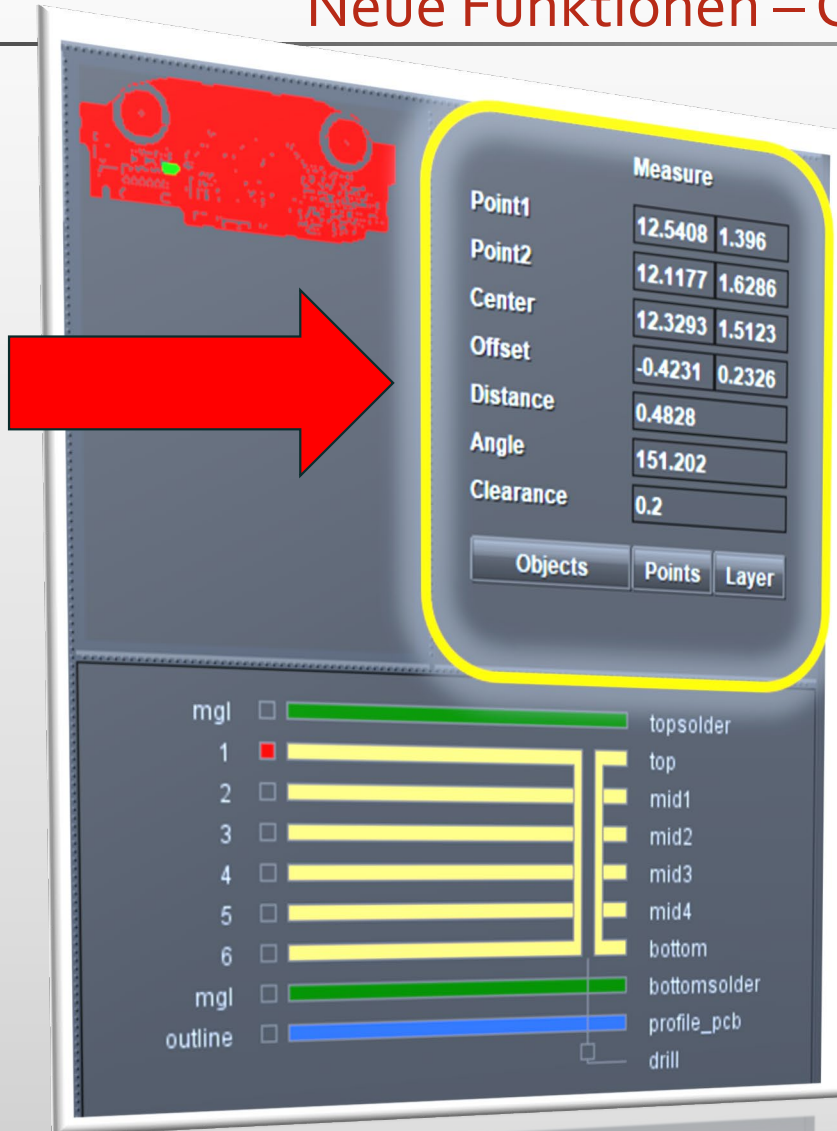 Neue Funktionen –
Measure
Point1 12.5408 1.396
Point2 12.1177 1.6286
Center 12.3293 1.5123
Offset -0.4231 0.2326
Distance 0.4828
Angle 151.202
Clearance 0.2
Objects Points Layer
mgl topsolder
1 top
2 mid1
3 mid2
4 mid3
5 mid4
6 bottom
mgl bottomsolder
outline profile_pcb
drill